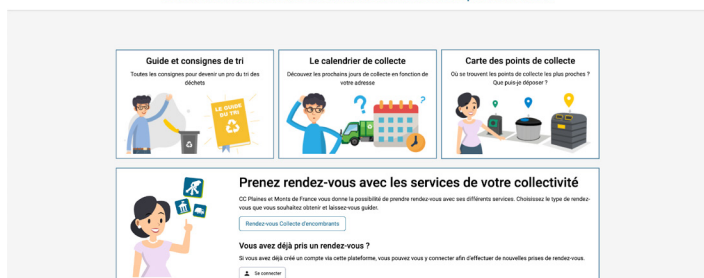 Guide et consignes de tri
Toutes les consignes pour devenir un pro du tri des
déchets
LE GUIDE
DU TRI
Le calendrier de collecte
Découvrez les prochains jours de collecte en fonction de
votre adresse
Carte des points de collecte
Où se trouvent les points de collecte les plus proches ?
Que puis-je déposer ?
Prenez rendez-vous avec les services de votre collectivité
CC Plaines et Monts de France vous donne la possibilité de prendre rendez-vous avec ses différents services. Choisissez le type de rendez-
vous que vous souhaitez obtenir et laissez-vous guider.
Rendez-vous Collecte d'encombrants
Vous avez déjà pris un rendez-vous ?
Si vous avez déjà créé un compte via cette plateforme, vous pouvez vous y connecter afin d'effectuer de nouvelles prises de rendez-vous.
Se connecter